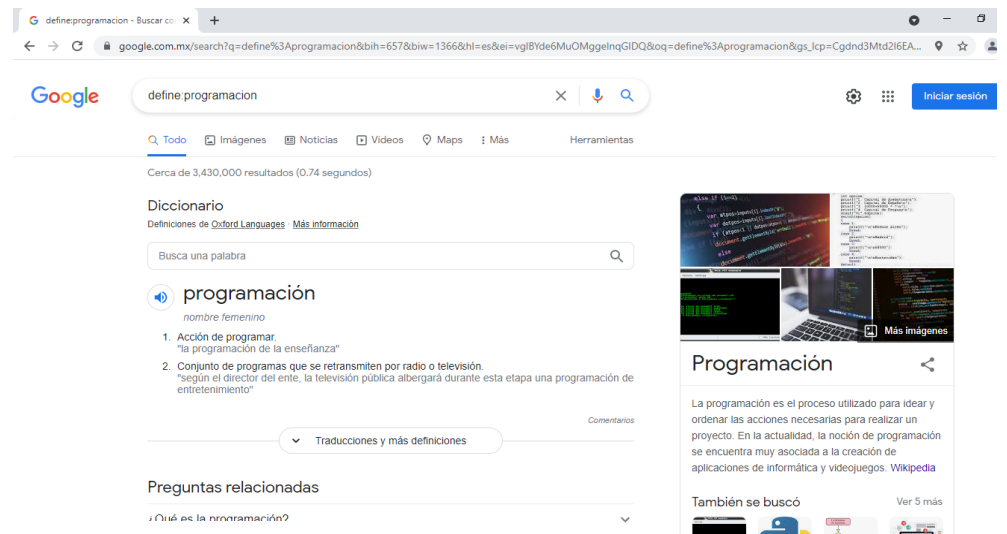 define:programacion - Buscar co
google.com.mx/search?q=define%3Aprogramacion&bih=657&biw=1366&hl=es&ei=vgIBYde6MuOMggeInqGIDQ&oq=define%3Aprogramacion&gs_lcp=Cgdnd3Mtd2l6EA...
Google
define:programacion
Iniciar sesión
Todo Imágenes Noticias Videos Maps Más Herramientas
Cerca de 3,430,000 resultados (0.74 segundos)
Diccionario
Definiciones de Oxford Languages · Más información
Busca una palabra
programación
nombre femenino
1. Acción de programar.
"la programación de la enseñanza"
2. Conjunto de programas que se retransmiten por radio o televisión.
"según el director del ente, la televisión pública albergará durante esta etapa una programación de
entretenimiento"
Comentarios
Traducciones y más definiciones
Preguntas relacionadas
¿Qué es la programación?
Más imágenes
Programación
La programación es el proceso utilizado para idear y
ordenar las acciones necesarias para realizar un
proyecto. En la actualidad, la noción de programación
se encuentra muy asociada a la creación de
aplicaciones de informática y videojuegos. Wikipedia
También se buscó
Ver 5 más